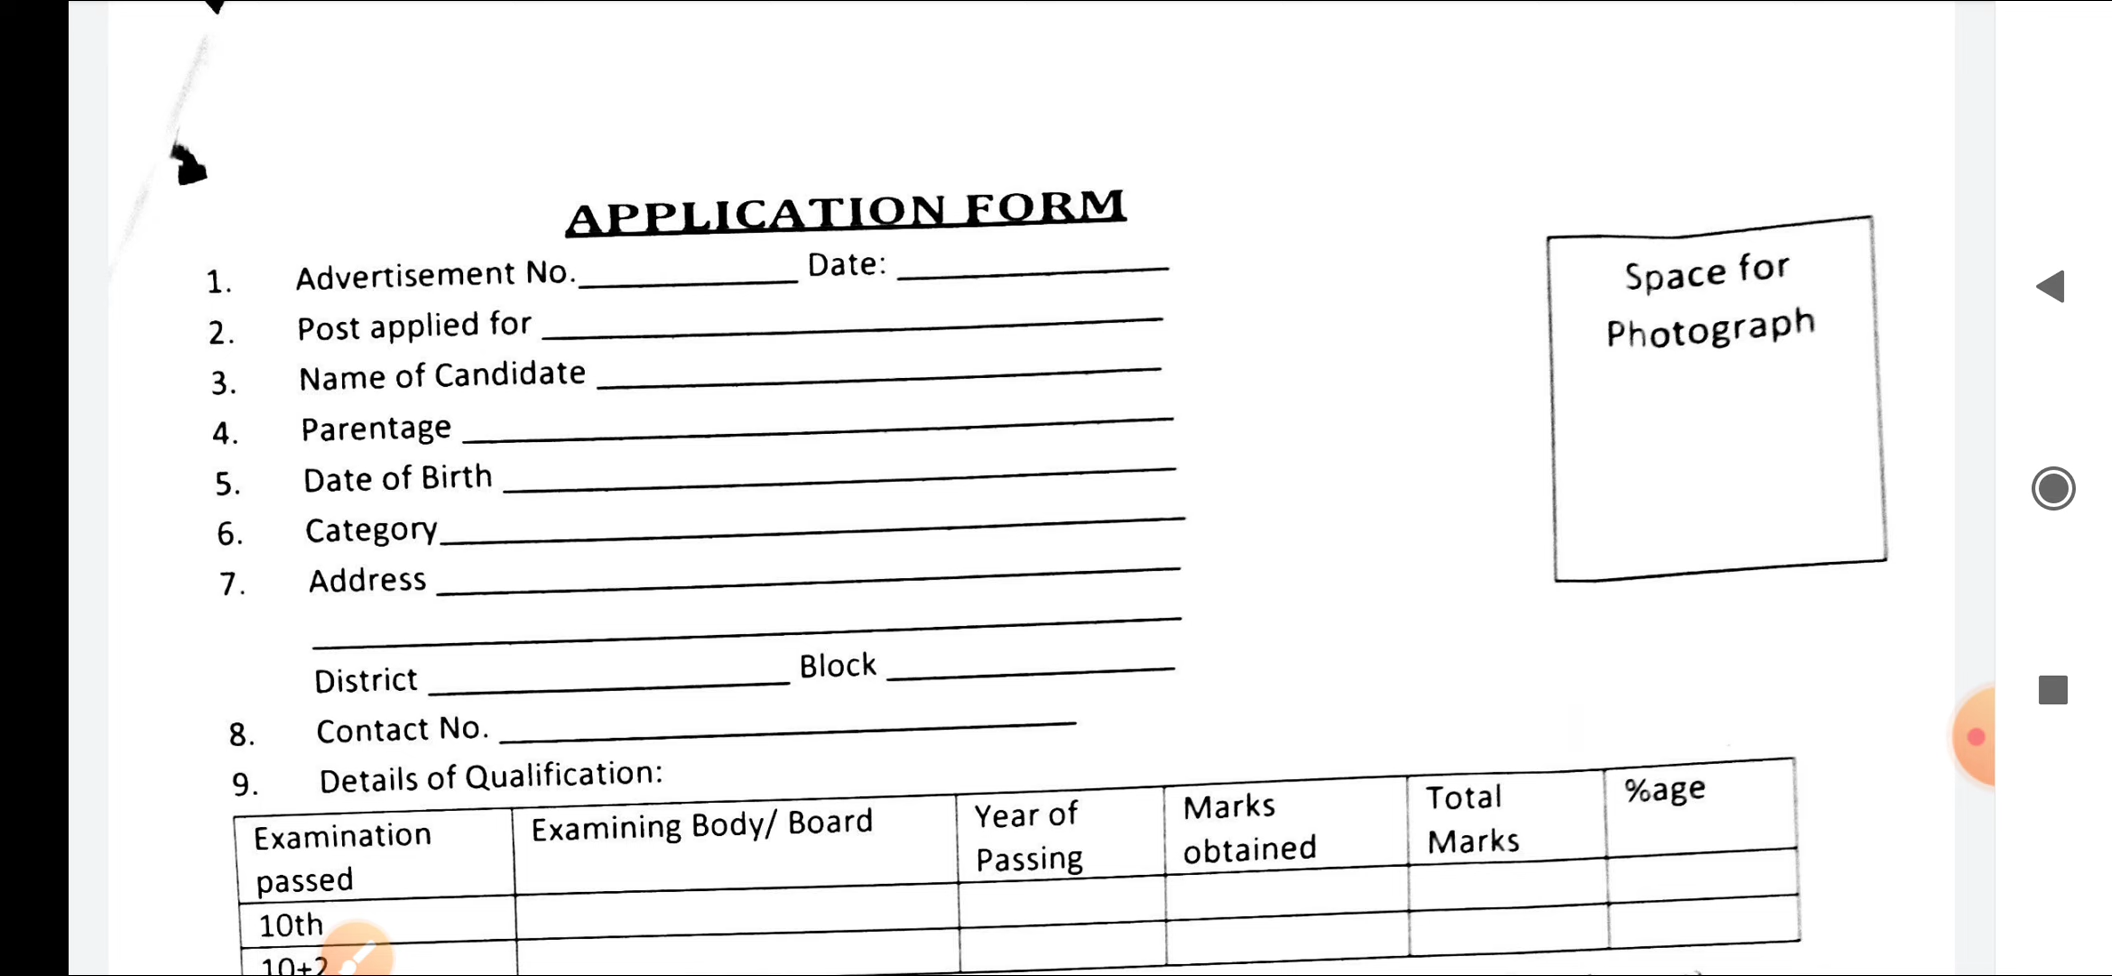 APPLICATION FORM
1. Advertisement No. Date:
2. Post applied for
3. Name of Candidate
4. Parentage
5. Date of Birth
6. Category
7. Address
District Block
8. Contact No.
9. Details of Qualification:
Space for
Photograph
Examination passed Examining Body/ Board Year of Passing Marks obtained Total Marks %age
10th
10+2